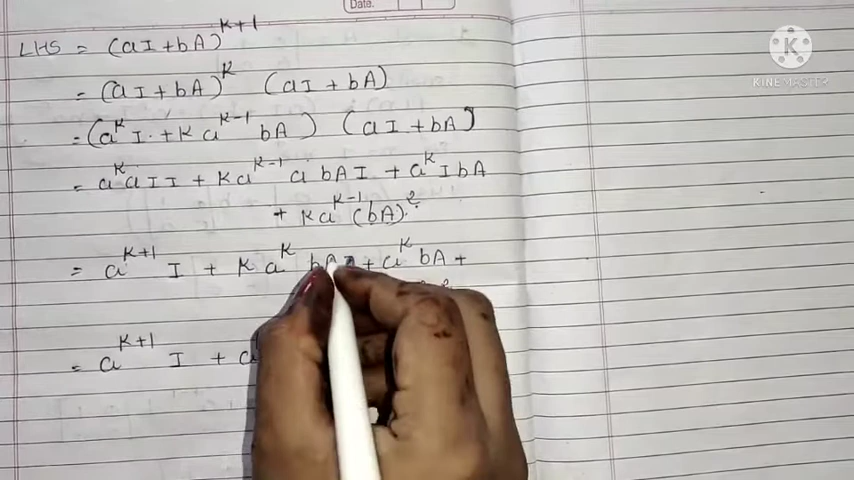 Date.
K
KINEMASTER
LHS = (aI + bA)^{K+1}
= (aI + bA)^K (aI + bA)
= (a^K I. + K a^{K-1} bA) (aI + bA)
= a^K a I I + K a^{K-1} a bAI + a^K I bA
+ K a^{K-1} (bA)^2
= a^{K+1} I + K a^K bA + a^K bA +
= a^{K+1} I + a